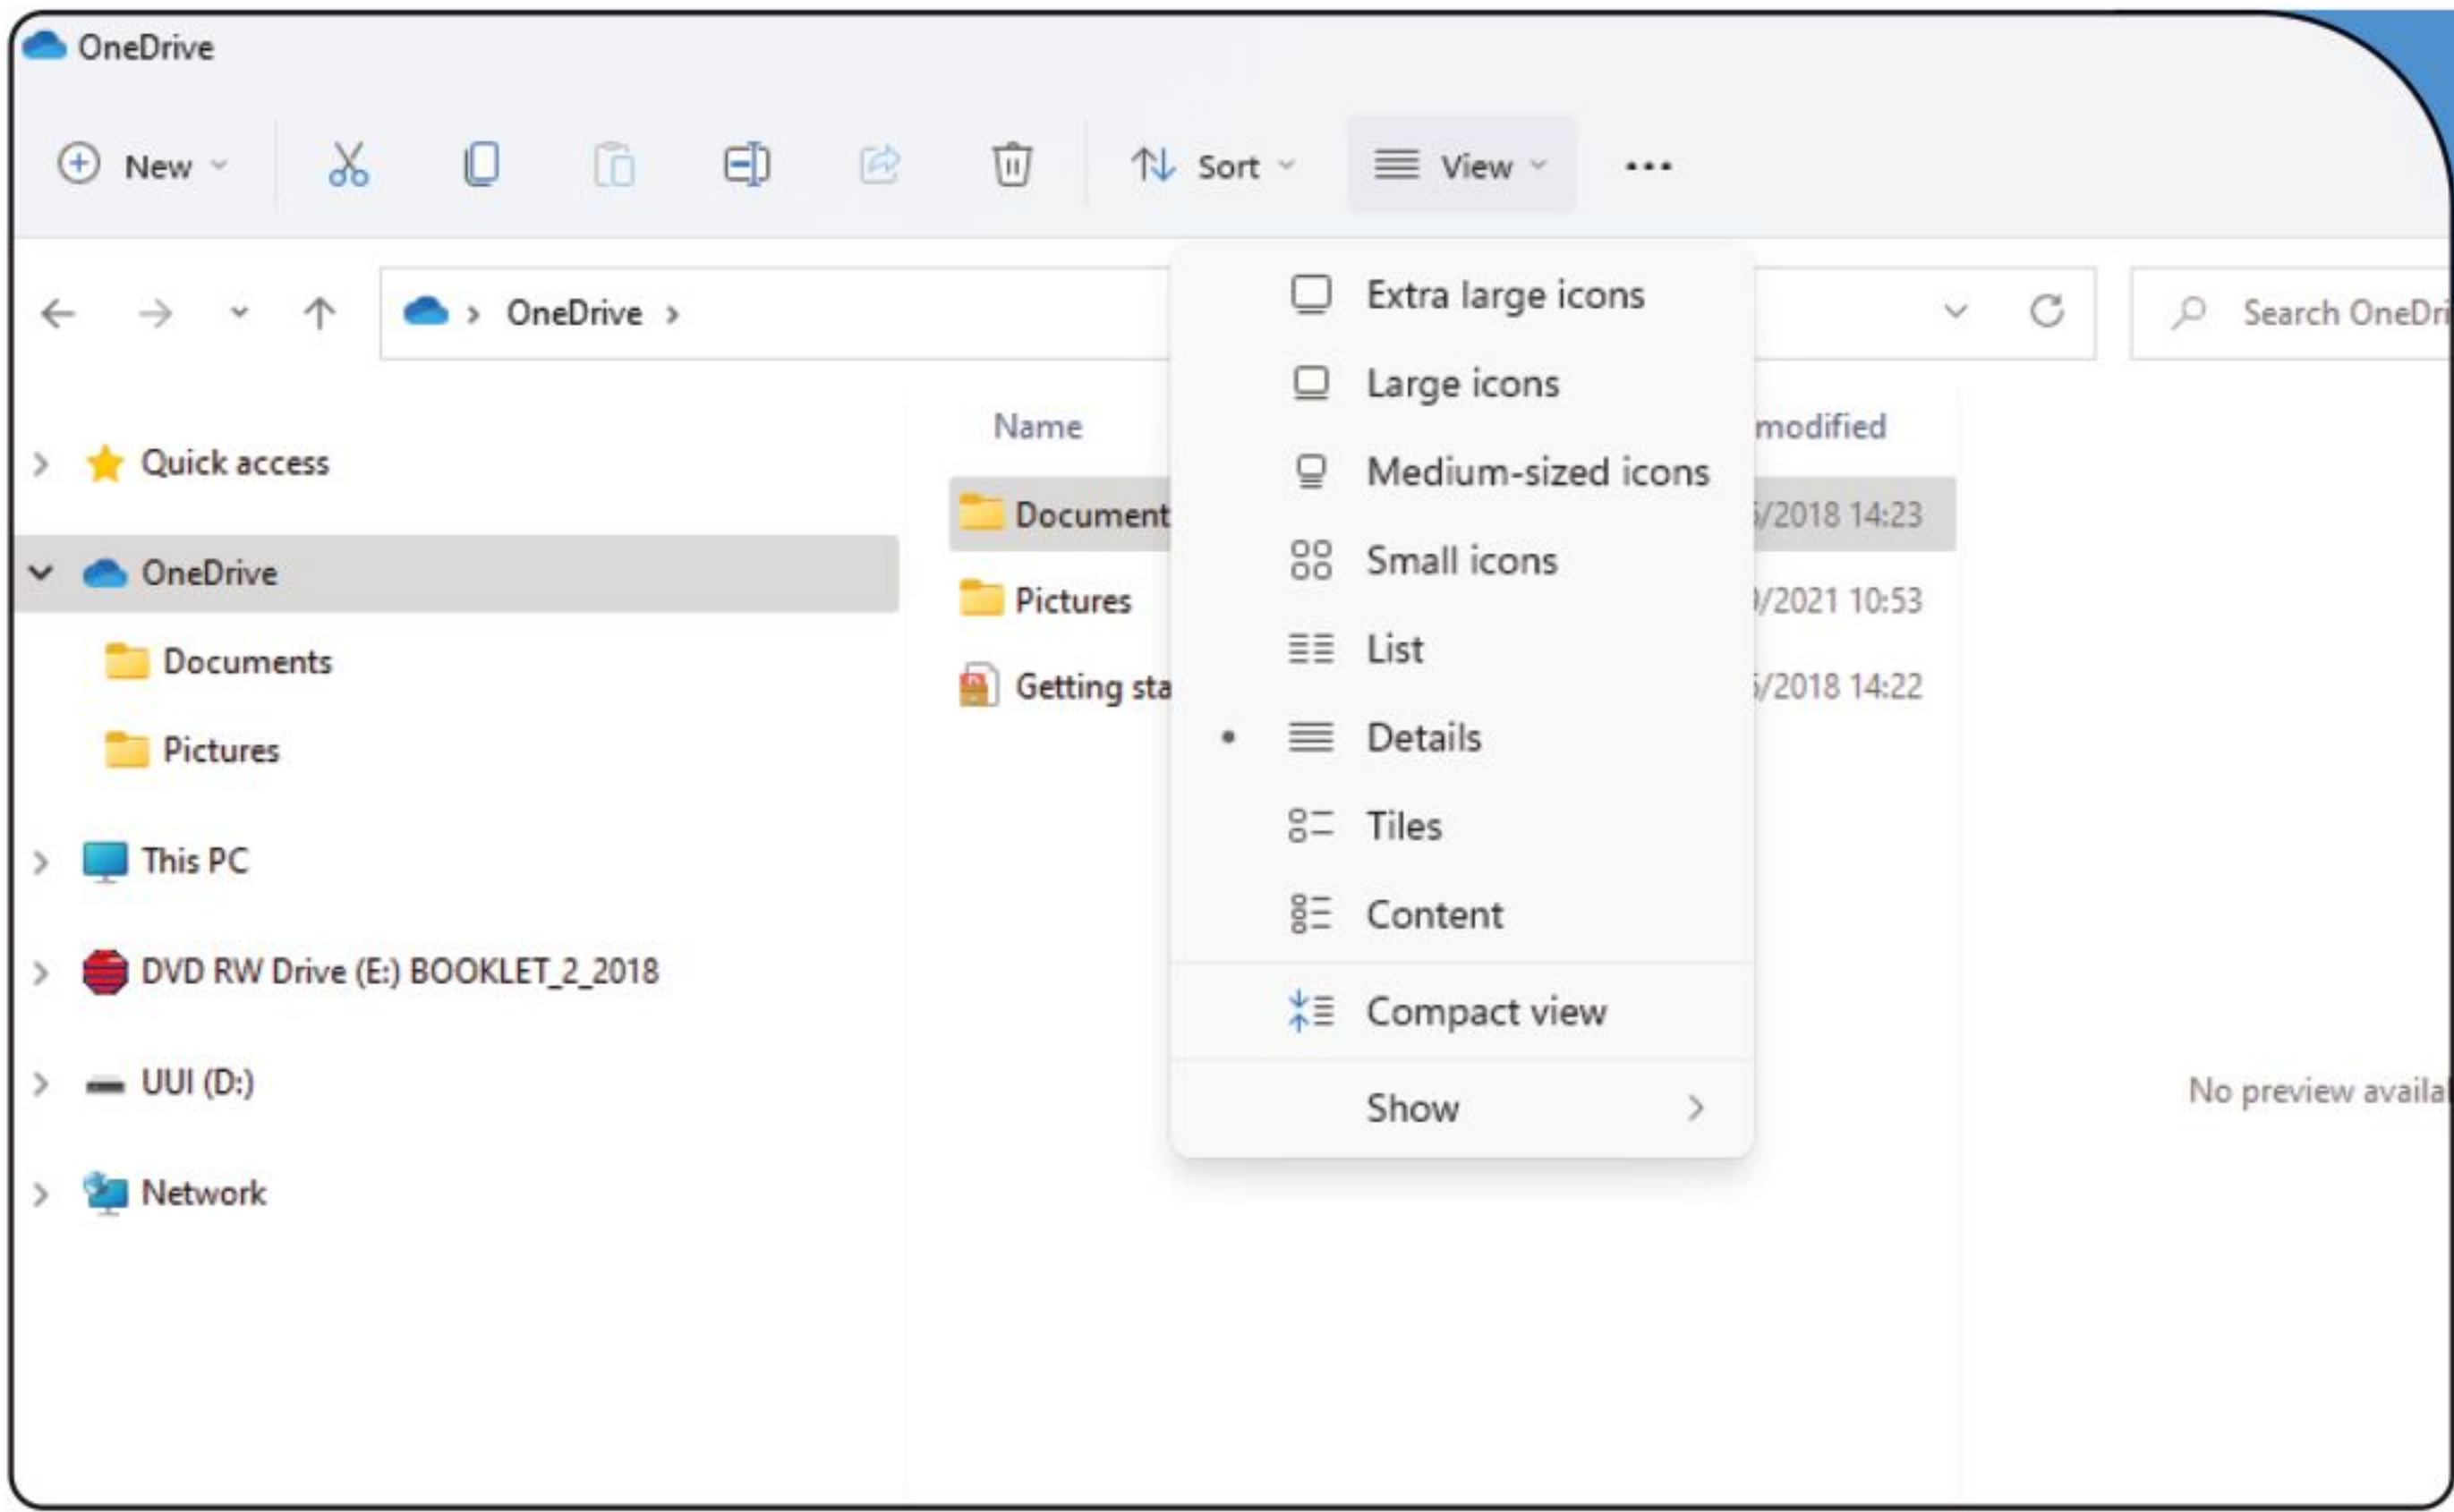 OneDrive
New
Sort
View
OneDrive
Search OneDri
Extra large icons
Large icons
Medium-sized icons
Small icons
List
Details
Tiles
Content
Compact view
Show
Quick access
OneDrive
Documents
Pictures
This PC
DVD RW Drive (E:) BOOKLET_2_2018
UUI (D:)
Network
Name
modified
Document
/2018 14:23
Pictures
/2021 10:53
Getting sta
/2018 14:22
No preview availa